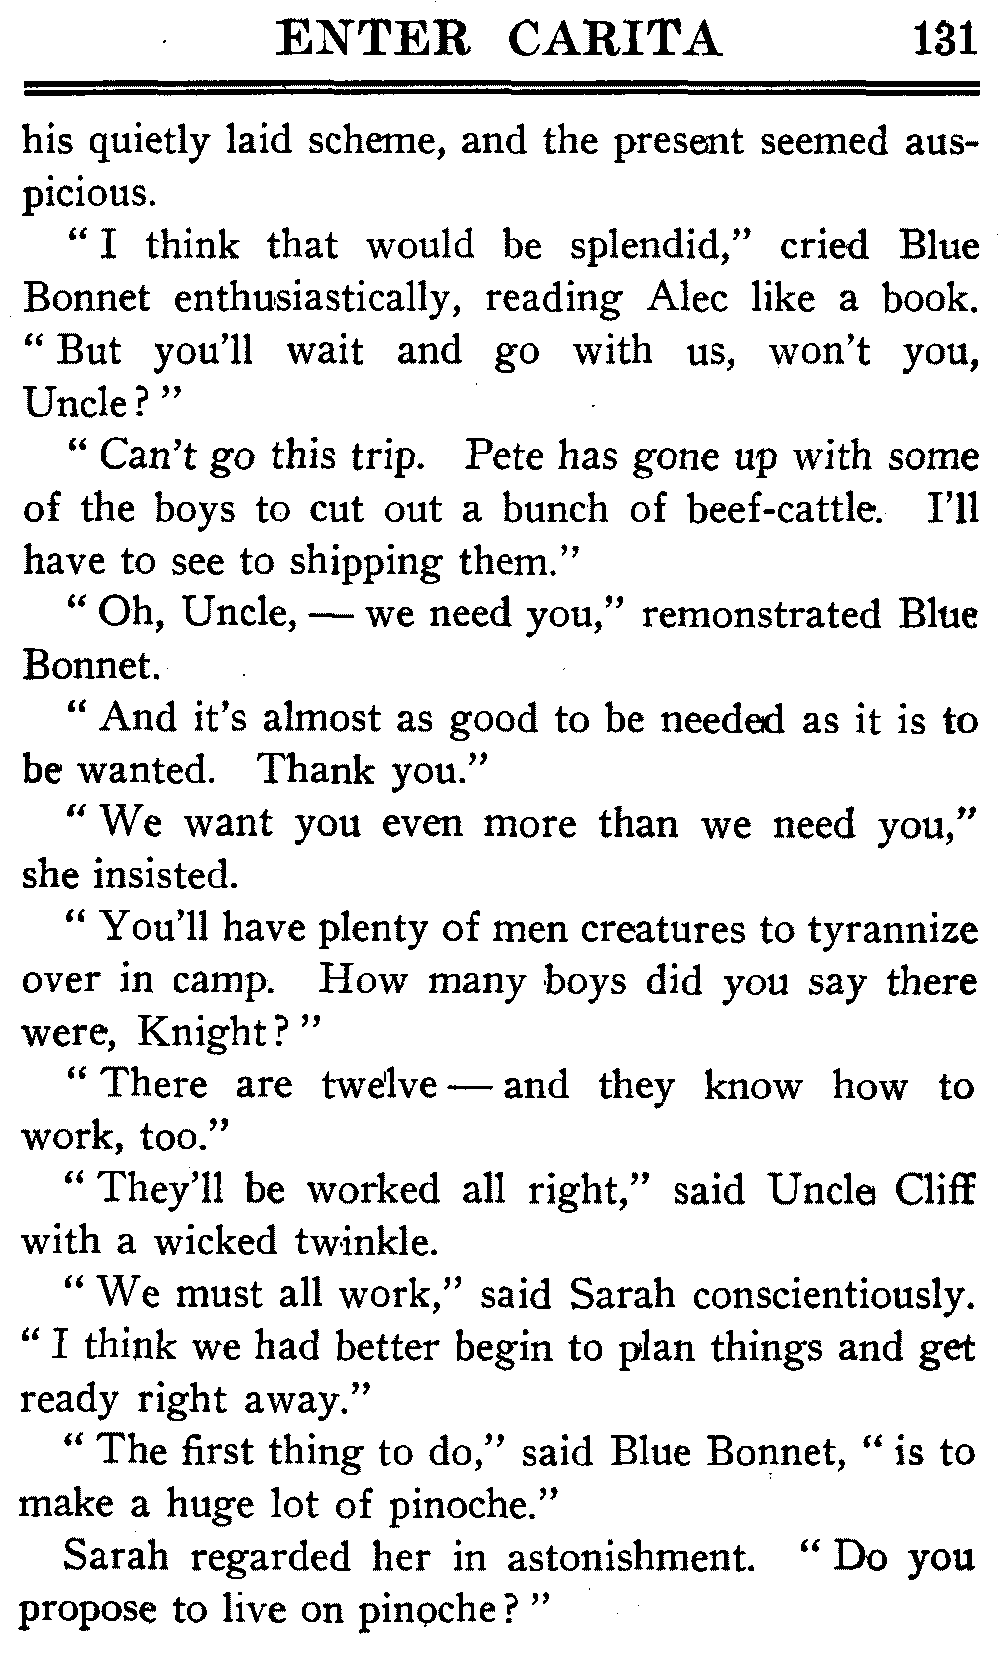 ENTER CARITA 131
his quietly laid scheme, and the present seemed aus-
picious.
" I think that would be splendid," cried Blue
Bonnet enthusiastically, reading Alec like a book.
" But you'll wait and go with us, won't you,
Uncle? "
" Can't go this trip. Pete has gone up with some
of the boys to cut out a bunch of beef-cattle. I'll
have to see to shipping them."
" Oh, Uncle, — we need you," remonstrated Blue
Bonnet.
" And it's almost as good to be needed as it is to
be wanted. Thank you."
" We want you even more than we need you,"
she insisted.
" You'll have plenty of men creatures to tyrannize
over in camp. How many boys did you say there
were, Knight? "
" There are twelve — and they know how to
work, too."
" They'll be worked all right," said Uncle Cliff
with a wicked twinkle.
" We must all work," said Sarah conscientiously.
" I think we had better begin to plan things and get
ready right away."
" The first thing to do," said Blue Bonnet, " is to
make a huge lot of pinoche."
Sarah regarded her in astonishment. " Do you
propose to live on pinoche? "